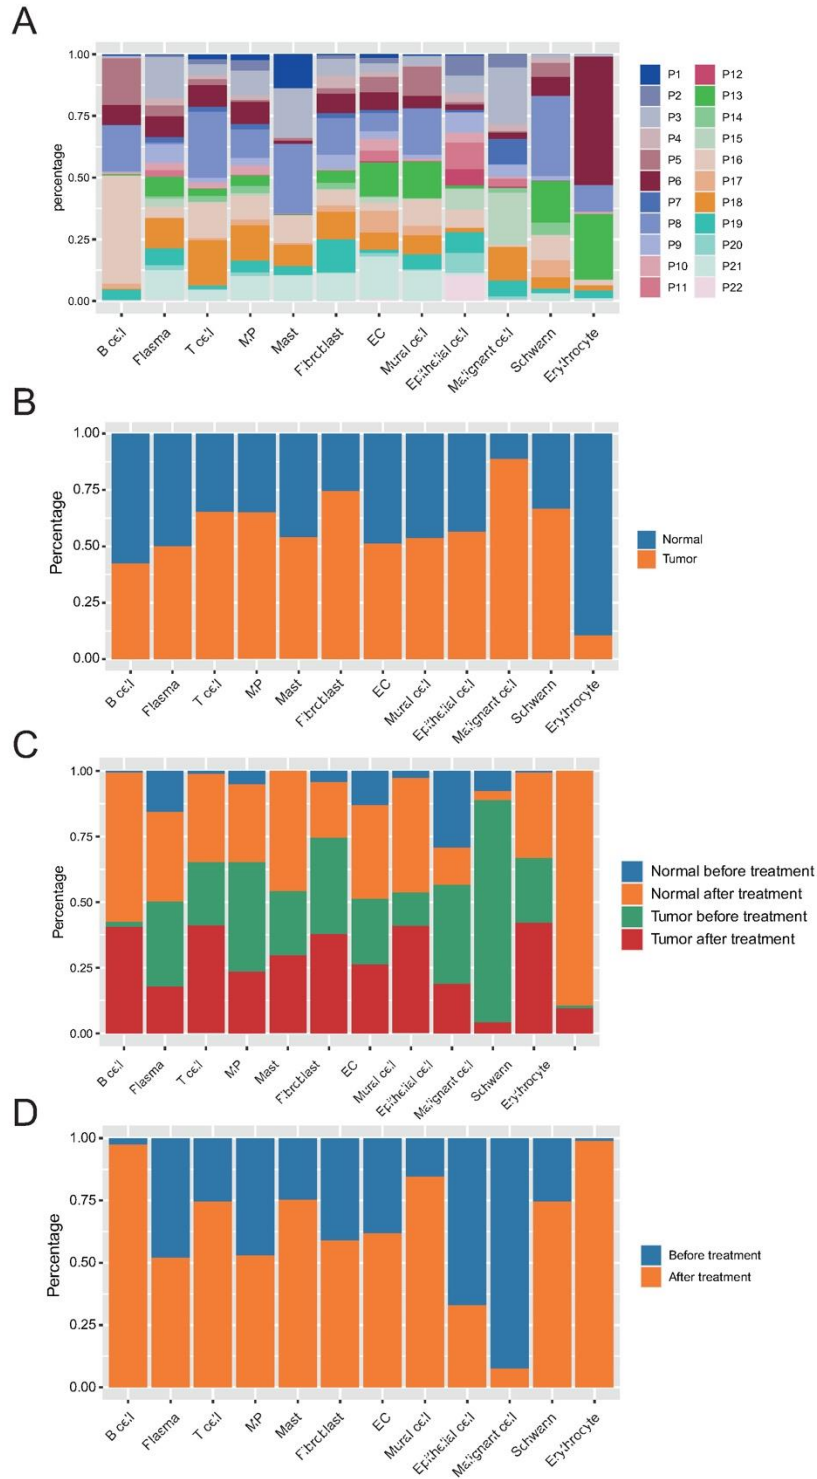 A
percentage
1.00
0.75
0.50
0.25
0.00
B cell Plasma T cell MP Mast Fibroblast EC Mural cell Epithelial cell Malignant cell Schwann Erythrocyte
P1 P12
P2 P13
P3 P14
P4 P15
P5 P16
P6 P17
P7 P18
P8 P19
P9 P20
P10 P21
P11 P22
B
Percentage
1.00
0.75
0.50
0.25
0.00
B cell Plasma T cell MP Mast Fibroblast EC Mural cell Epithelial cell Malignant cell Schwann Erythrocyte
Normal
Tumor
C
Percentage
1.00
0.75
0.50
0.25
0.00
B cell Plasma T cell MP Mast Fibroblast EC Mural cell Epithelial cell Malignant cell Schwann Erythrocyte
Normal before treatment
Normal after treatment
Tumor before treatment
Tumor after treatment
D
Percentage
1.00
0.75
0.50
0.25
0.00
B cell Plasma T cell MP Mast Fibroblast EC Mural cell Epithelial cell Malignant cell Schwann Erythrocyte
Before treatment
After treatment